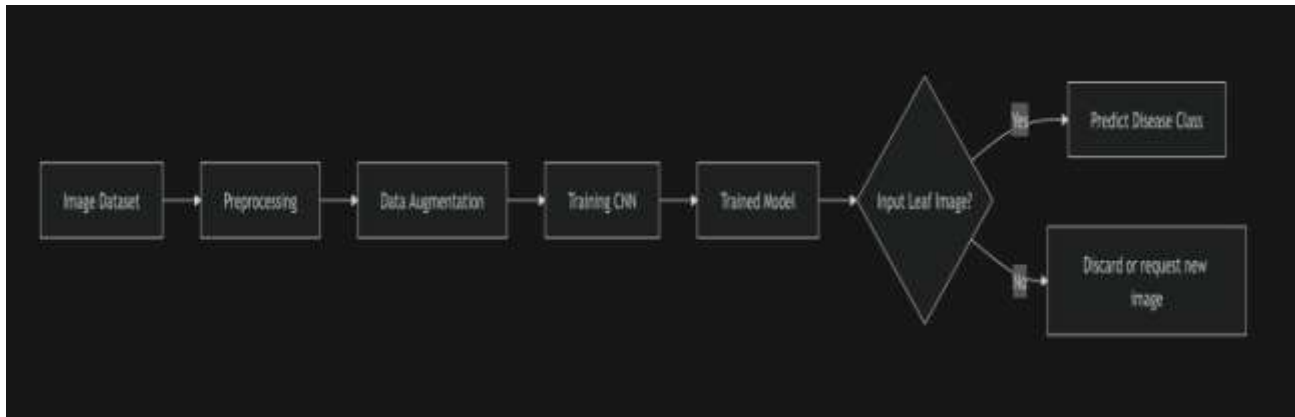 Image Dataset
Preprocessing
Data Augmentation
Training CNN
Trained Model
Input Leaf Image?
Yes
Predict Disease Class
No
Discard or request new
image